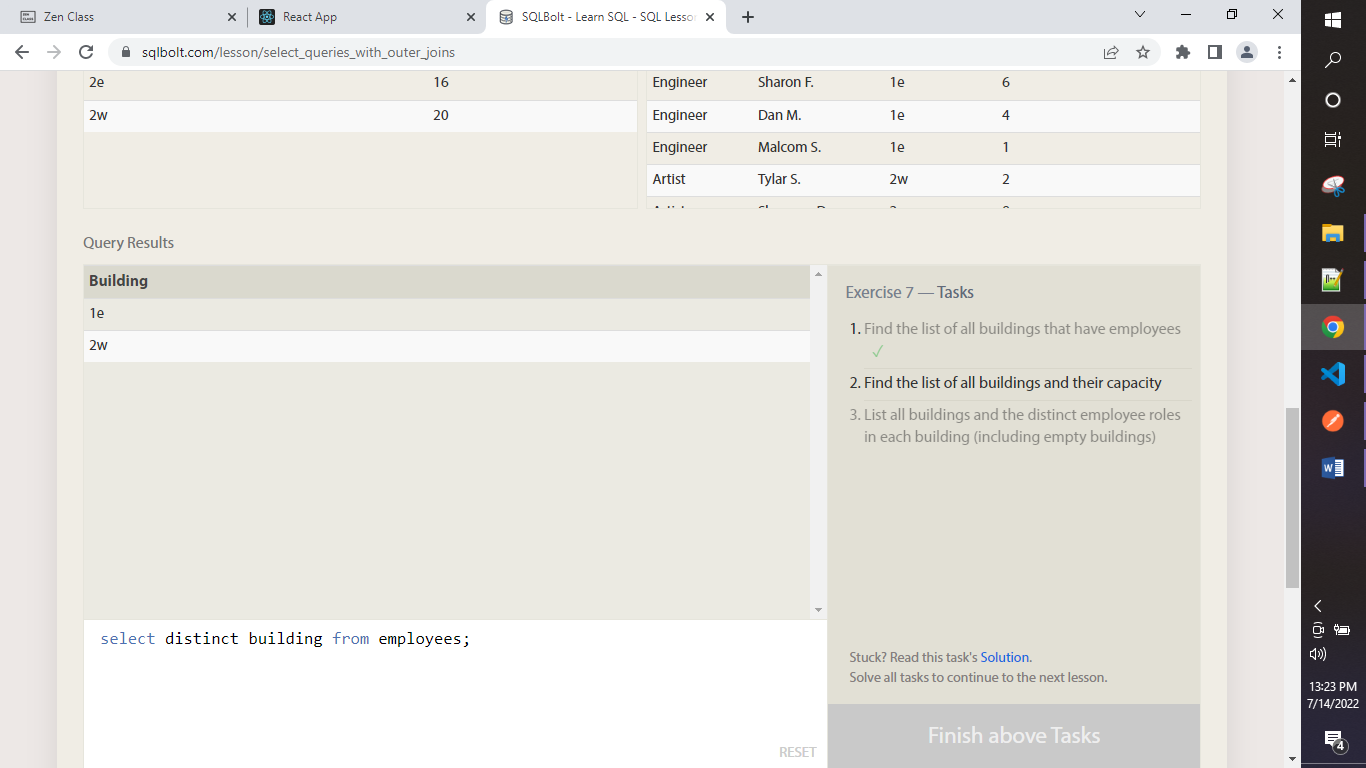 Zen Class
React App
SQLBolt - Learn SQL - SQL Lesso
sqlbolt.com/lesson/select_queries_with_outer_joins
2e 16
2w 20
Engineer Sharon F. 1e 6
Engineer Dan M. 1e 4
Engineer Malcom S. 1e 1
Artist Tylar S. 2w 2
Query Results
Building
1e
2w
Exercise 7 — Tasks
1. Find the list of all buildings that have employees
✓
2. Find the list of all buildings and their capacity
3. List all buildings and the distinct employee roles
in each building (including empty buildings)
select distinct building from employees;
Stuck? Read this task's Solution.
Solve all tasks to continue to the next lesson.
RESET
Finish above Tasks
13:23 PM
7/14/2022
4